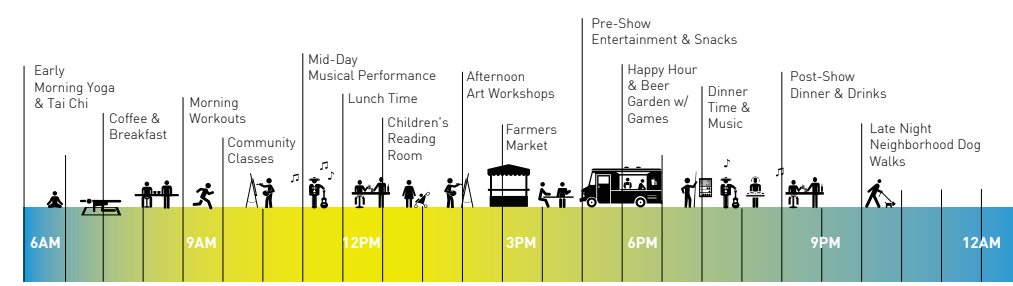 Early
Morning Yoga
& Tai Chi
Coffee &
Breakfast
Morning
Workouts
Community
Classes
Mid-Day
Musical Performance
Lunch Time
Children's
Reading
Room
Afternoon
Art Workshops
Farmers
Market
Pre-Show
Entertainment & Snacks
Happy Hour
& Beer
Garden w/
Games
Dinner
Time &
Music
Post-Show
Dinner & Drinks
Late Night
Neighborhood Dog
Walks
6AM
9AM
12PM
3PM
6PM
9PM
12AM